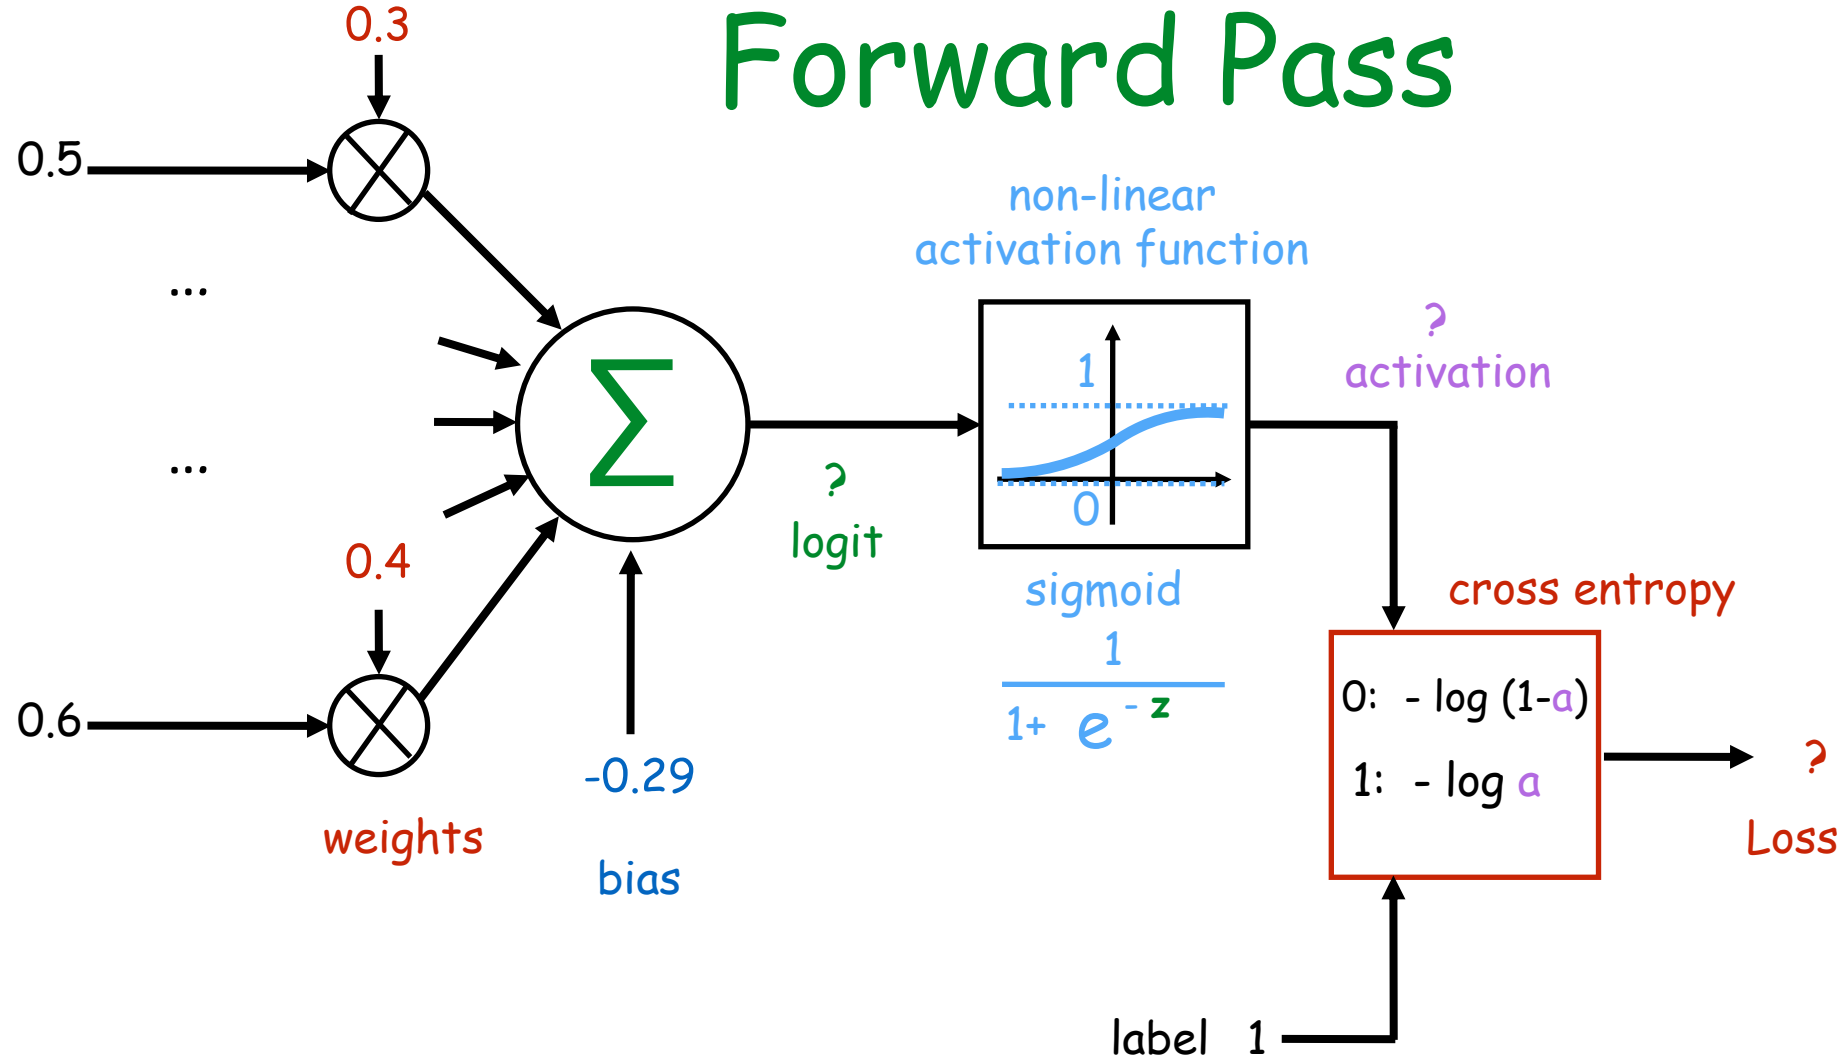 Forward Pass
0.3
0.5
...
non-linear
activation function
?
activation
1
Σ
0
...
?
logit
0.4
sigmoid
1
1+ e - z
cross entropy
0: - log (1-a)
1: - log a
?
Loss
0.6
-0.29
weights
bias
label 1